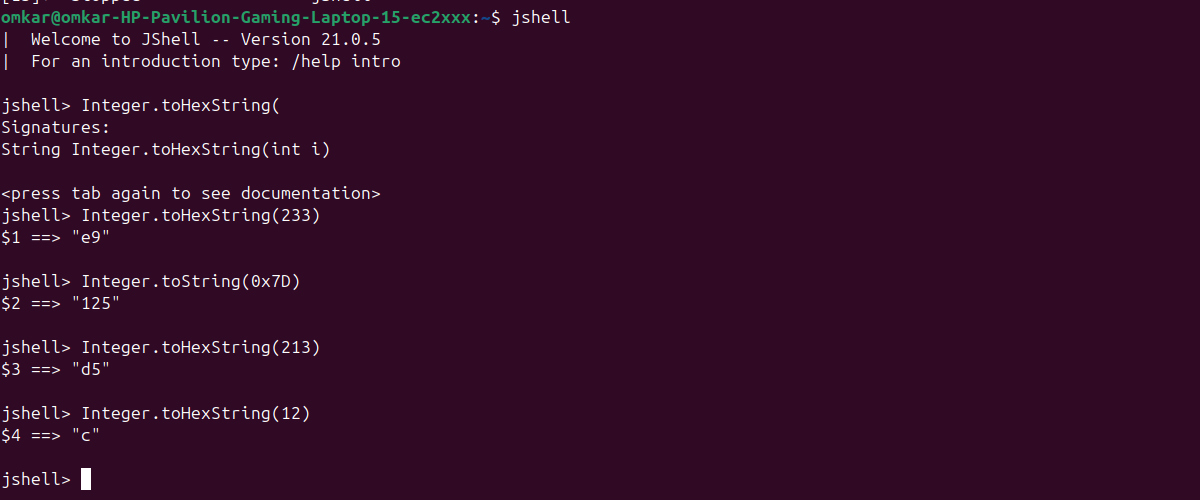 omkar@omkar-HP-Pavilion-Gaming-Laptop-15-ec2xxx:~$ jshell
|  Welcome to JShell -- Version 21.0.5
|  For an introduction type: /help intro

jshell> Integer.toHexString(
Signatures:
String Integer.toHexString(int i)

<press tab again to see documentation>
jshell> Integer.toHexString(233)
$1 ==> "e9"

jshell> Integer.toString(0x7D)
$2 ==> "125"

jshell> Integer.toHexString(213)
$3 ==> "d5"

jshell> Integer.toHexString(12)
$4 ==> "c"

jshell>